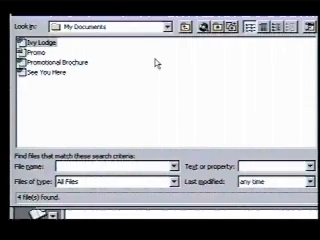 Look in: My Documents
Ivy Lodge
Promo
Promotional Brochure
See You Here
Find files that match these search criteria:
File name: Text or property:
Files of type: All Files Last modified: any time
4 file(s) found.